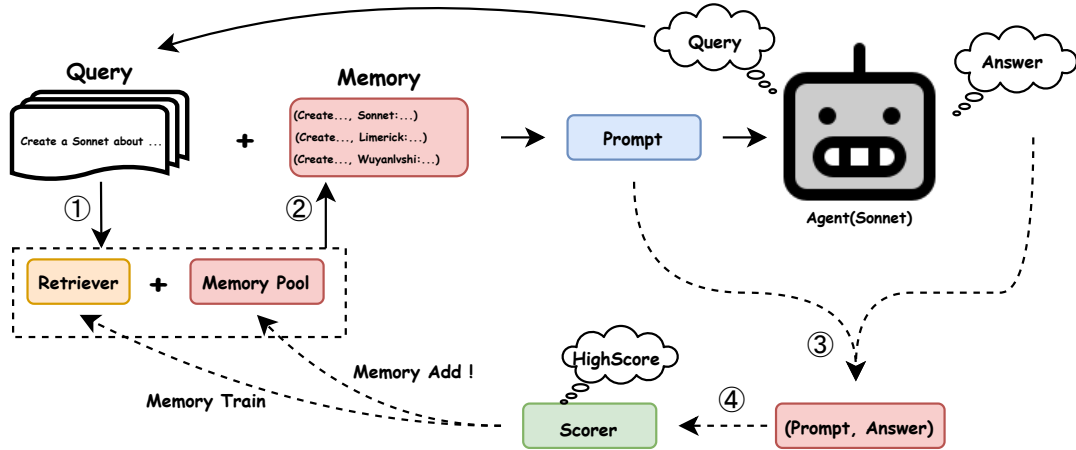 Query
Answer
Query
Memory
Create a Sonnet about ...
+
(Create..., Sonnet:...)
(Create..., Limerick:...)
(Create..., Wuyanlvshi:...)
Prompt
Agent(Sonnet)
①
②
Retriever
+
Memory Pool
③
HighScore
Memory Add !
Memory Train
④
Scorer
(Prompt, Answer)